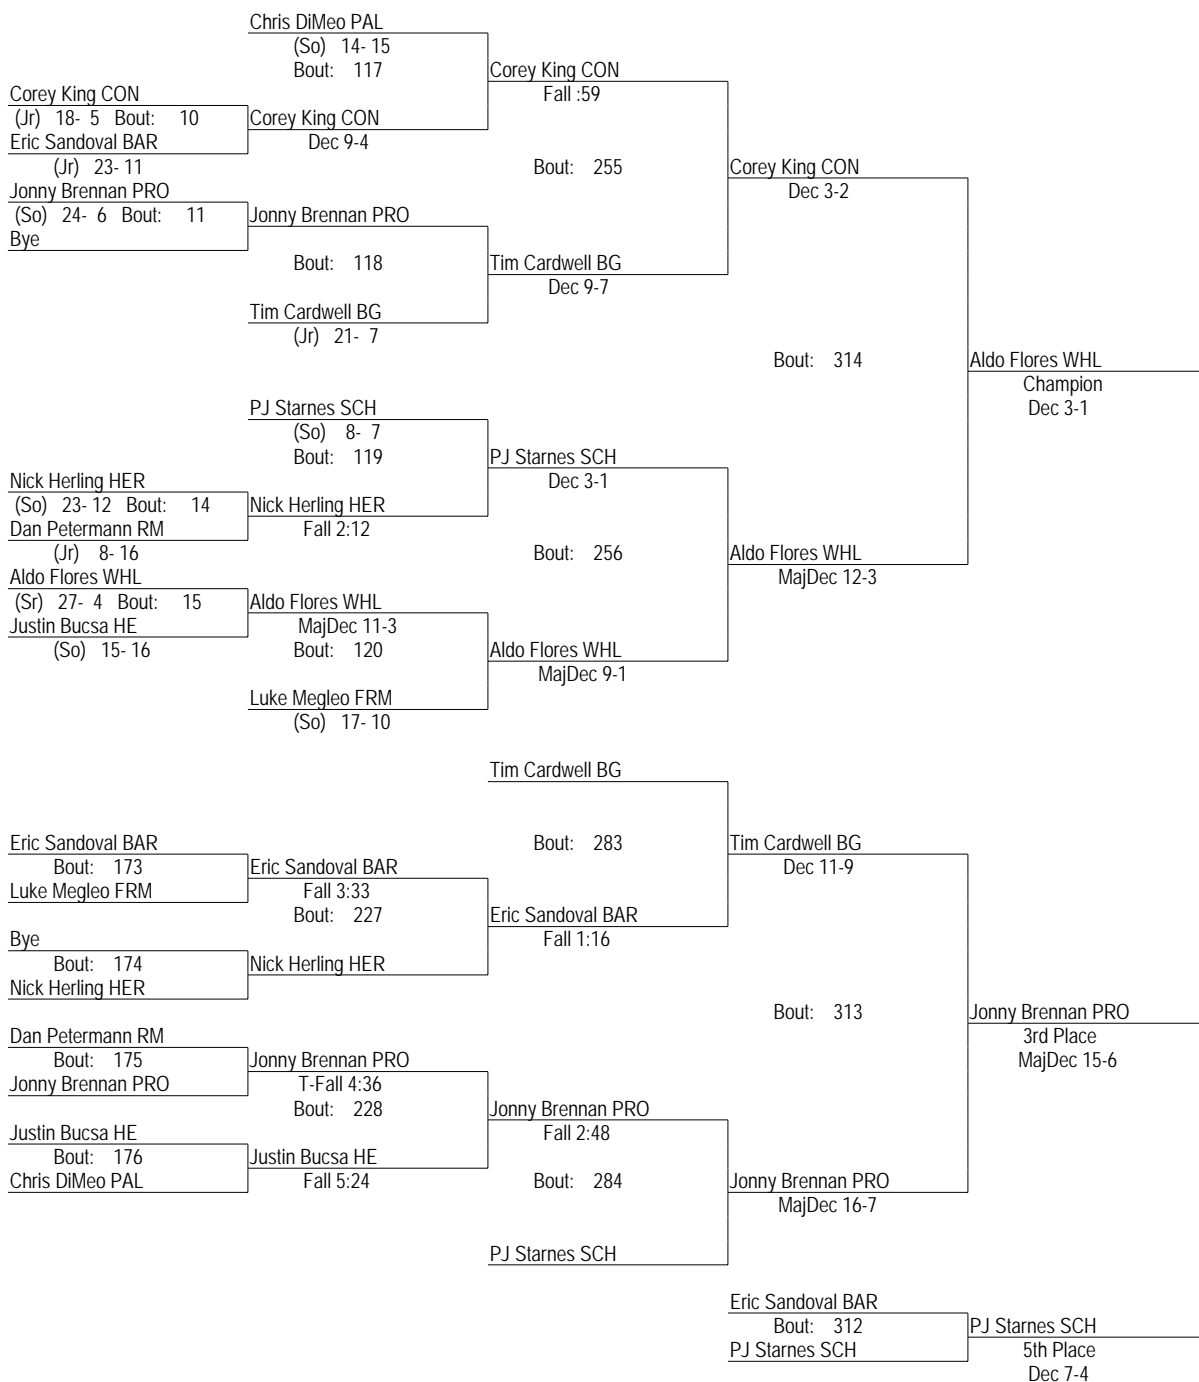 Chris DiMeo PAL
(So) 14- 15
Bout: 117
Corey King CON
Fall :59
Corey King CON
(Jr) 18- 5 Bout: 10
Corey King CON
Eric Sandoval BAR
Dec 9-4
(Jr) 23- 11
Bout: 255
Corey King CON
Dec 3-2
Jonny Brennan PRO
(So) 24- 6 Bout: 11
Jonny Brennan PRO
Bye
Bout: 118
Tim Cardwell BG
Dec 9-7
Tim Cardwell BG
(Jr) 21- 7
Bout: 314
Aldo Flores WHL
Champion
Dec 3-1
PJ Starnes SCH
(So) 8- 7
Bout: 119
PJ Starnes SCH
Dec 3-1
Nick Herling HER
(So) 23- 12 Bout: 14
Nick Herling HER
Dan Petermann RM
Fall 2:12
(Jr) 8- 16
Bout: 256
Aldo Flores WHL
MajDec 12-3
Aldo Flores WHL
(Sr) 27- 4 Bout: 15
Aldo Flores WHL
Justin Bucsa HE
MajDec 11-3
(So) 15- 16
Bout: 120
Aldo Flores WHL
MajDec 9-1
Luke Megleo FRM
(So) 17- 10
Tim Cardwell BG
Eric Sandoval BAR
Bout: 283
Tim Cardwell BG
Dec 11-9
Bout: 173
Eric Sandoval BAR
Luke Megleo FRM
Fall 3:33
Bout: 227
Eric Sandoval BAR
Fall 1:16
Bye
Bout: 174
Nick Herling HER
Nick Herling HER
Bout: 313
Jonny Brennan PRO
3rd Place
MajDec 15-6
Dan Petermann RM
Bout: 175
Jonny Brennan PRO
Jonny Brennan PRO
T-Fall 4:36
Bout: 228
Jonny Brennan PRO
Fall 2:48
Justin Bucsa HE
Bout: 176
Justin Bucsa HE
Chris DiMeo PAL
Fall 5:24
Bout: 284
Jonny Brennan PRO
MajDec 16-7
PJ Starnes SCH
Eric Sandoval BAR
Bout: 312
PJ Starnes SCH
PJ Starnes SCH
5th Place
Dec 7-4